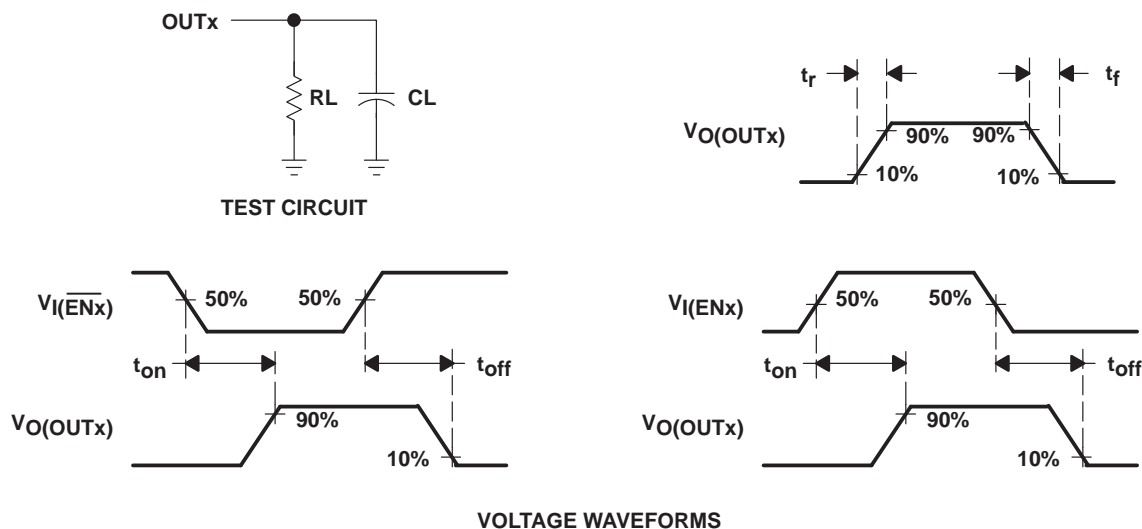 OUTx
RL
CL
TEST CIRCUIT
tr
tf
VO(OUTx)
90%
90%
10%
10%
VI(ENx)
50%
50%
ton
toff
VO(OUTx)
90%
10%
VI(ENx)
50%
50%
ton
toff
VO(OUTx)
90%
10%
VOLTAGE WAVEFORMS